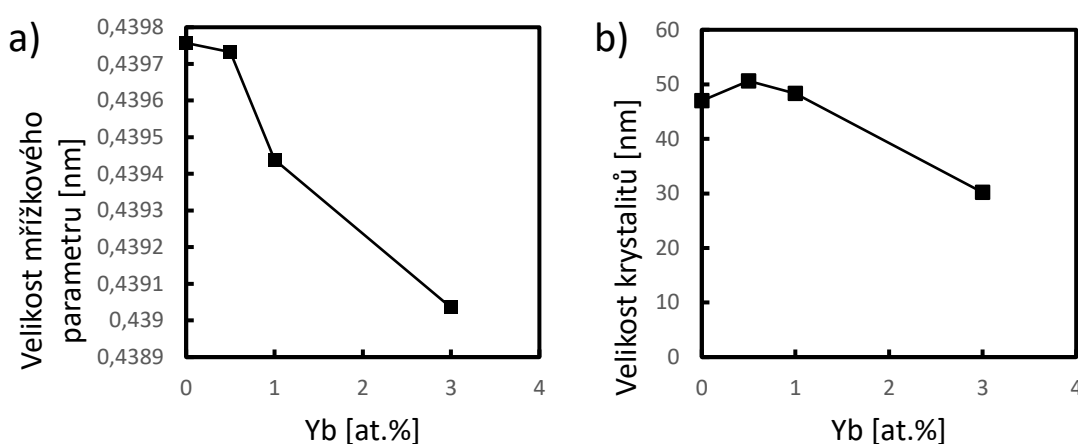 a)
Velikost mřížkového
parametru [nm]
0,4398
0,4397
0,4396
0,4395
0,4394
0,4393
0,4392
0,4391
0,439
0,4389
0 1 2 3 4
Yb [at.%]
b)
Velikost krystalitů [nm]
60
50
40
30
20
10
0
0 1 2 3 4
Yb [at.%]